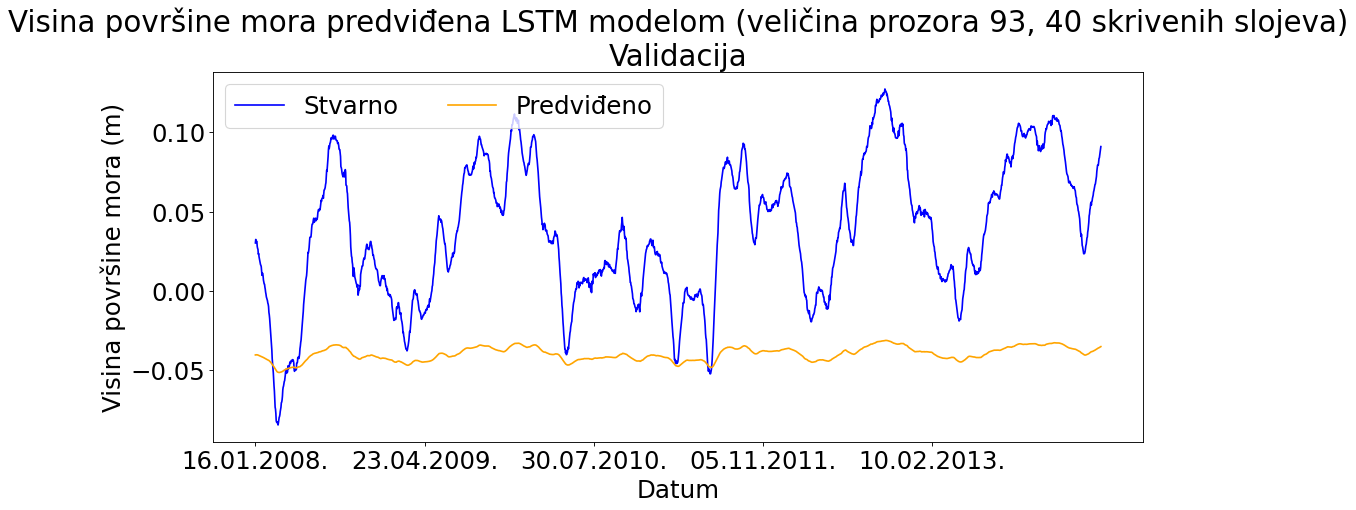 Visina površine mora predviđena LSTM modelom (veličina prozora 93, 40 skrivenih slojeva)
Validacija
Stvarno Predviđeno
Visina površine mora (m)
0.10
0.05
0.00
−0.05
16.01.2008. 23.04.2009. 30.07.2010. 05.11.2011. 10.02.2013.
Datum